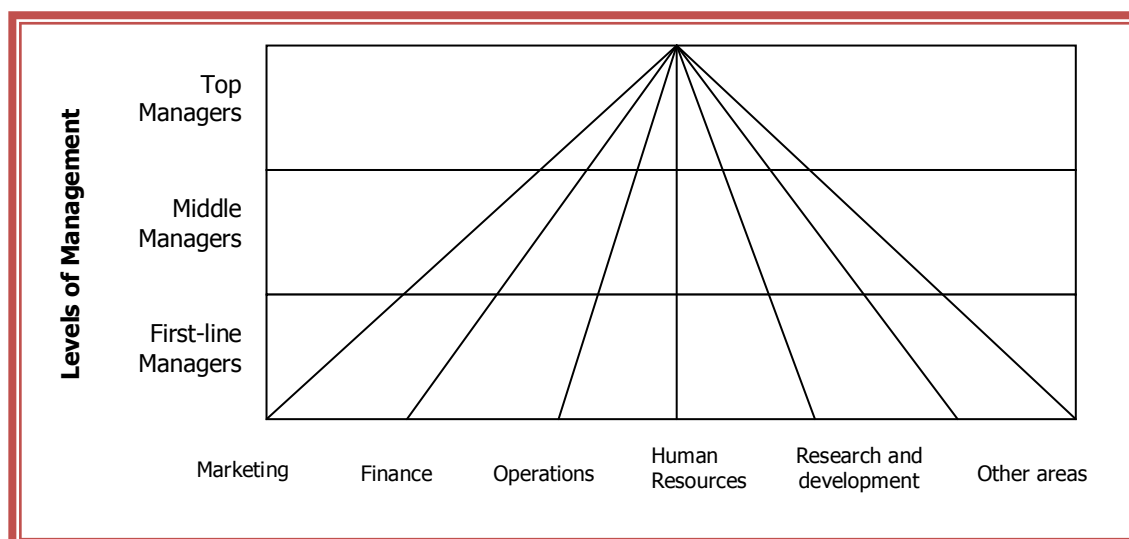 Levels of Management
Top
Managers
Middle
Managers
First-line
Managers
Marketing
Finance
Operations
Human
Resources
Research and
development
Other areas